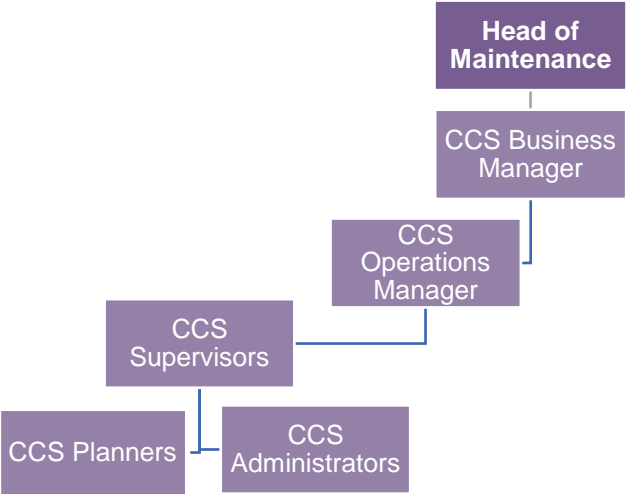 Head of
Maintenance
CCS Business
Manager
CCS
Operations
Manager
CCS
Supervisors
CCS Planners
CCS
Administrators